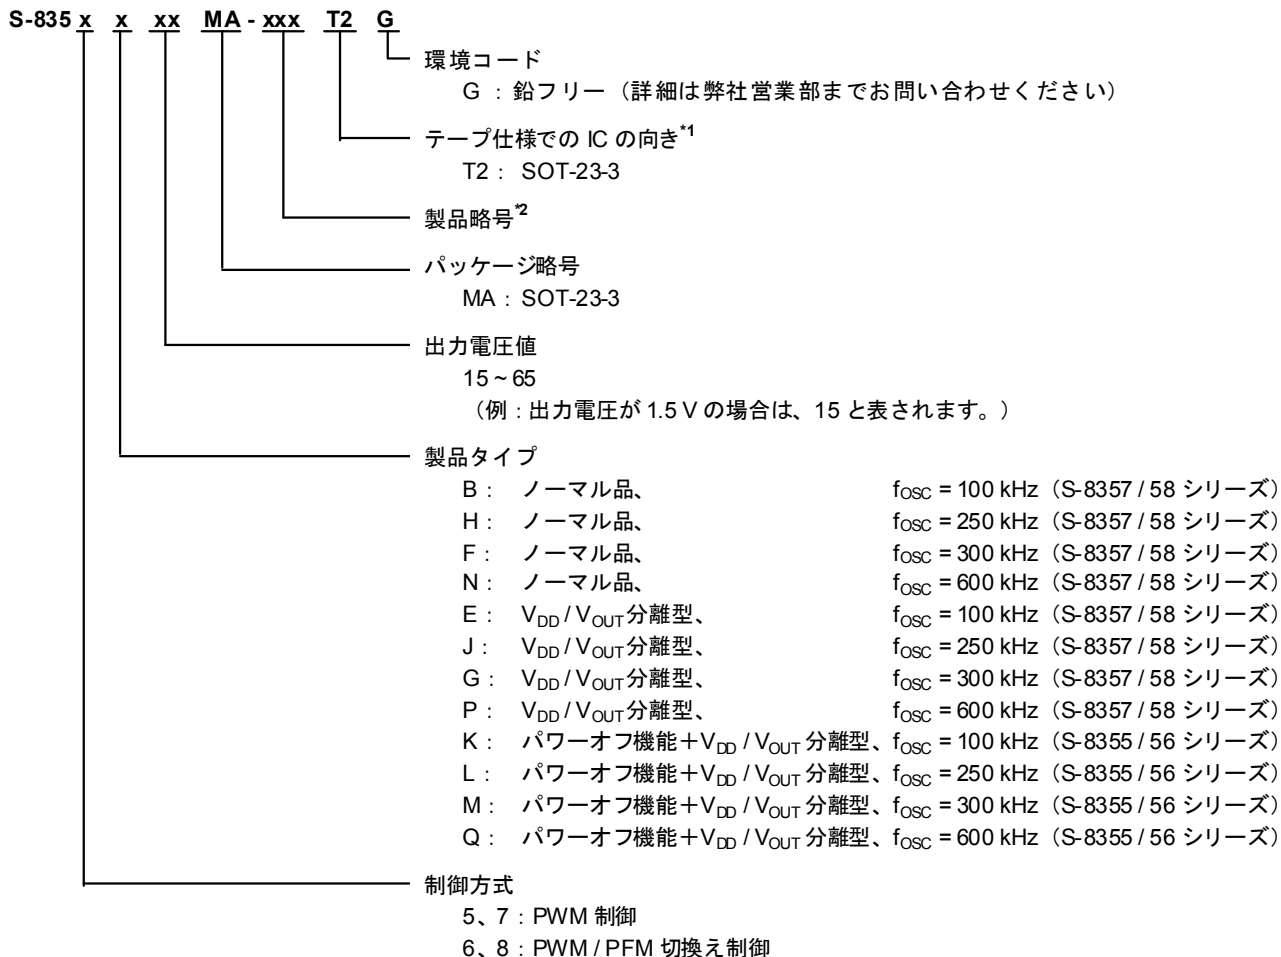 S-835 x x xx MA - xxx T2 G
環境コード
G : 鉛フリー（詳細は弊社営業部までお問い合わせください）
テープ仕様での IC の向き*1
T2 : SOT-23-3
製品略号*2
パッケージ略号
MA : SOT-23-3
出力電圧値
15 ~ 65
（例 : 出力電圧が 1.5 V の場合は、15 と表されます。）
製品タイプ
B : ノーマル品、 fOSC = 100 kHz（S-8357 / 58 シリーズ）
H : ノーマル品、 fOSC = 250 kHz（S-8357 / 58 シリーズ）
F : ノーマル品、 fOSC = 300 kHz（S-8357 / 58 シリーズ）
N : ノーマル品、 fOSC = 600 kHz（S-8357 / 58 シリーズ）
E : VDD / VOUT分離型、 fOSC = 100 kHz（S-8357 / 58 シリーズ）
J : VDD / VOUT分離型、 fOSC = 250 kHz（S-8357 / 58 シリーズ）
G : VDD / VOUT分離型、 fOSC = 300 kHz（S-8357 / 58 シリーズ）
P : VDD / VOUT分離型、 fOSC = 600 kHz（S-8357 / 58 シリーズ）
K : パワーオフ機能＋VDD / VOUT 分離型、fOSC = 100 kHz（S-8355 / 56 シリーズ）
L : パワーオフ機能＋VDD / VOUT 分離型、fOSC = 250 kHz（S-8355 / 56 シリーズ）
M : パワーオフ機能＋VDD / VOUT 分離型、fOSC = 300 kHz（S-8355 / 56 シリーズ）
Q : パワーオフ機能＋VDD / VOUT 分離型、fOSC = 600 kHz（S-8355 / 56 シリーズ）
制御方式
5、7 : PWM 制御
6、8 : PWM / PFM 切換え制御